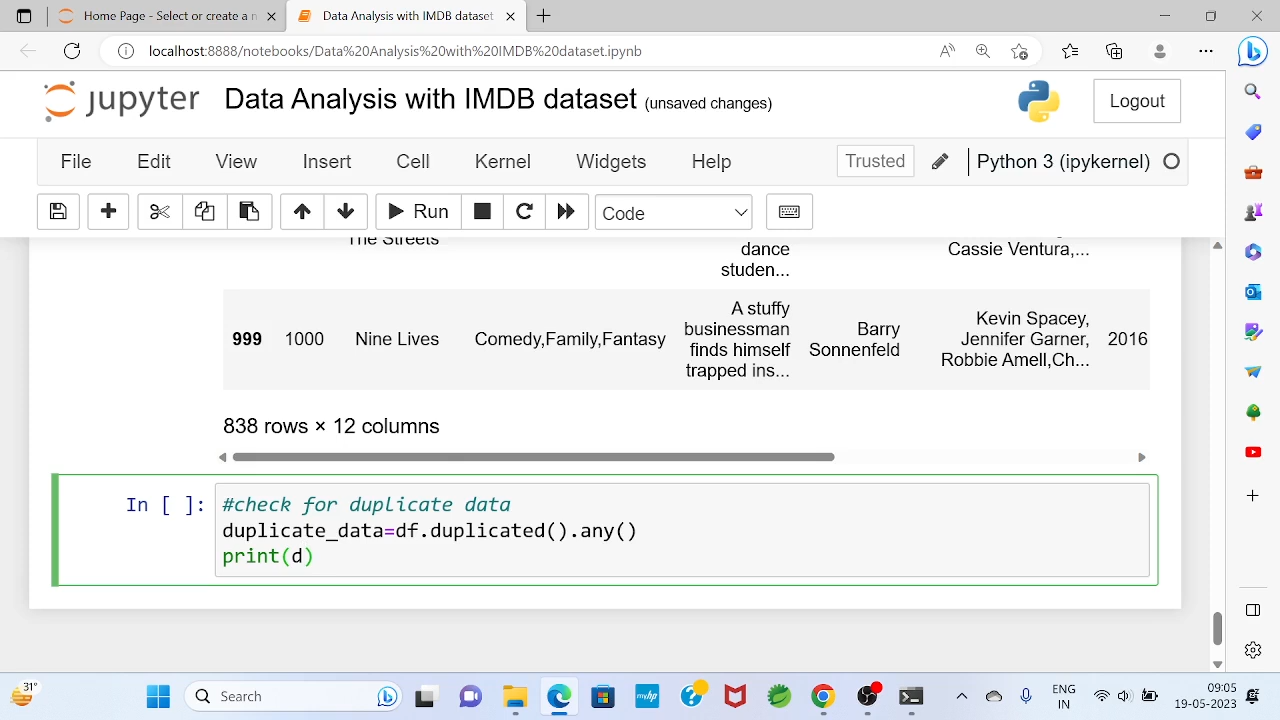 Home Page - Select or create a n
Data Analysis with IMDB dataset
localhost:8888/notebooks/Data%20Analysis%20with%20IMDB%20dataset.ipynb
jupyter Data Analysis with IMDB dataset (unsaved changes)
Logout
File Edit View Insert Cell Kernel Widgets Help
Trusted
Python 3 (ipykernel)
Run
Code
The Streets
dance
studen...
Cassie Ventura,...
999 1000 Nine Lives Comedy,Family,Fantasy
A stuffy
businessman
finds himself
trapped ins...
Barry
Sonnenfeld
Kevin Spacey,
Jennifer Garner,
Robbie Amell,Ch...
2016
838 rows × 12 columns
In [ ]:
#check for duplicate data
duplicate_data=df.duplicated().any()
print(d)
31°
Search
myhp
ENG
IN
09:05
19-05-2023